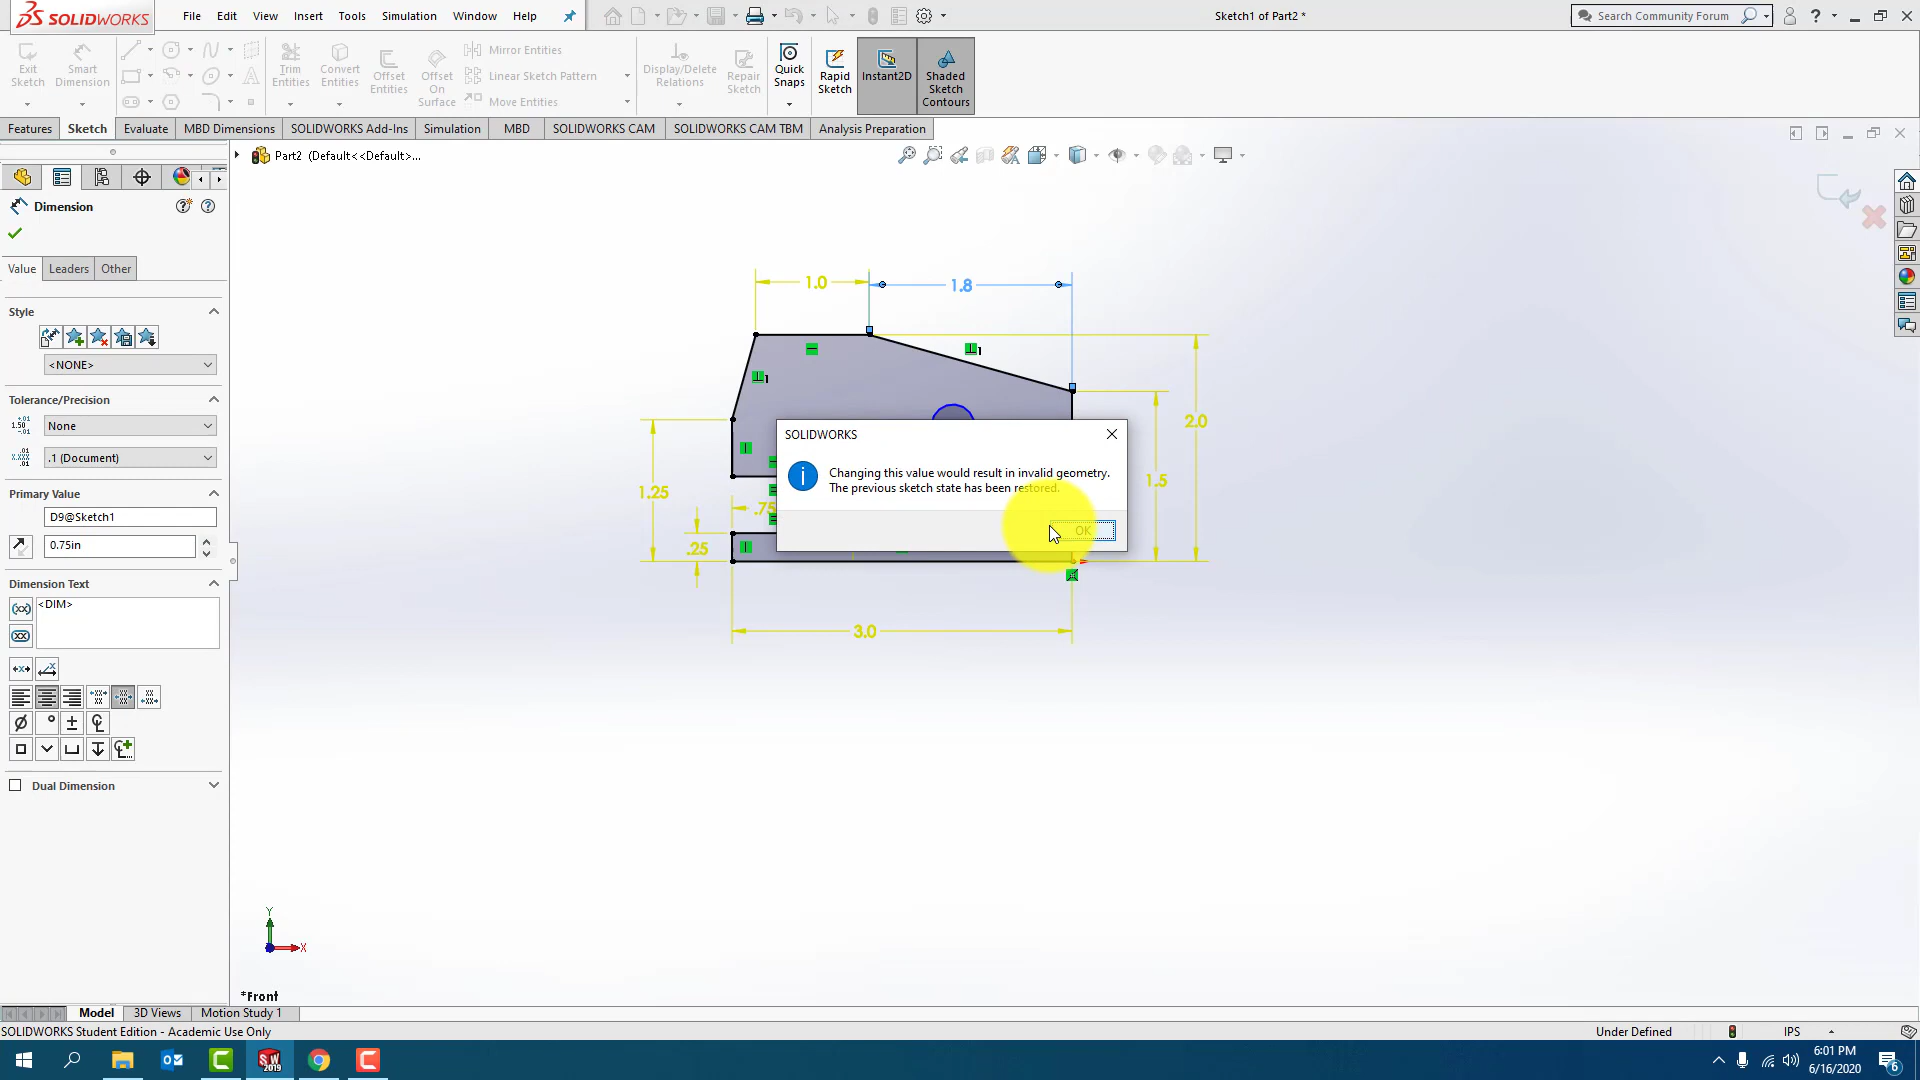 SOLIDWORKS
File Edit View Insert Tools Simulation Window Help
Sketch1 of Part2 *
Search Community Forum
?
Exit Sketch
Smart Dimension
Trim Entities
Convert Entities
Offset Entities
Offset On Surface
Mirror Entities
Linear Sketch Pattern
Move Entities
Display/Delete Relations
Repair Sketch
Quick Snaps
Rapid Sketch
Instant2D
Shaded Sketch Contours
Features Sketch Evaluate MBD Dimensions SOLIDWORKS Add-Ins Simulation MBD SOLIDWORKS CAM SOLIDWORKS CAM TBM Analysis Preparation
Part2 (Default<<Default>...
Dimension
Value Leaders Other
Style
<NONE>
Tolerance/Precision
None
.1 (Document)
Primary Value
D9@Sketch1
0.75in
Dimension Text
<DIM>
Dual Dimension
1.0
1.8
1
1
2.0
1.5
1.25
.75
.25
3.0
SOLIDWORKS
Changing this value would result in invalid geometry.
The previous sketch state has been restored.
OK
Y
X
*Front
Model 3D Views Motion Study 1
SOLIDWORKS Student Edition - Academic Use Only
Under Defined
IPS
SW 2019
6:01 PM
6/16/2020
6